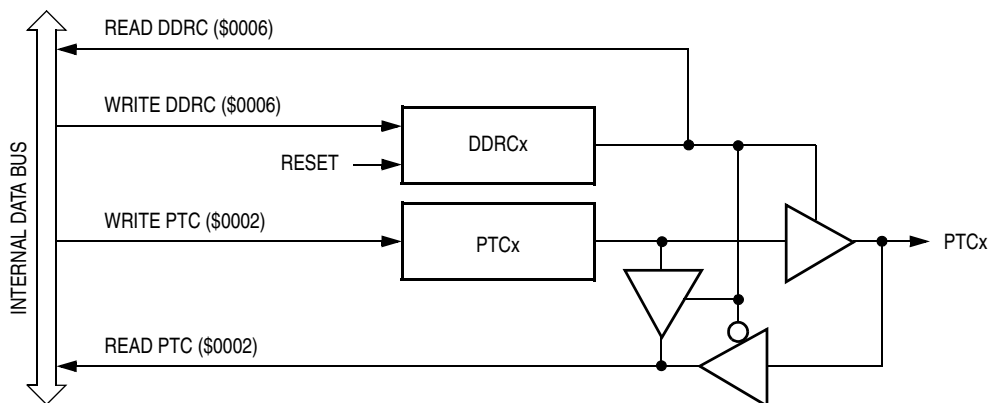 READ DDRC ($0006)
WRITE DDRC ($0006)
DDRCx
RESET
INTERNAL DATA BUS
WRITE PTC ($0002)
PTCx
PTCx
READ PTC ($0002)